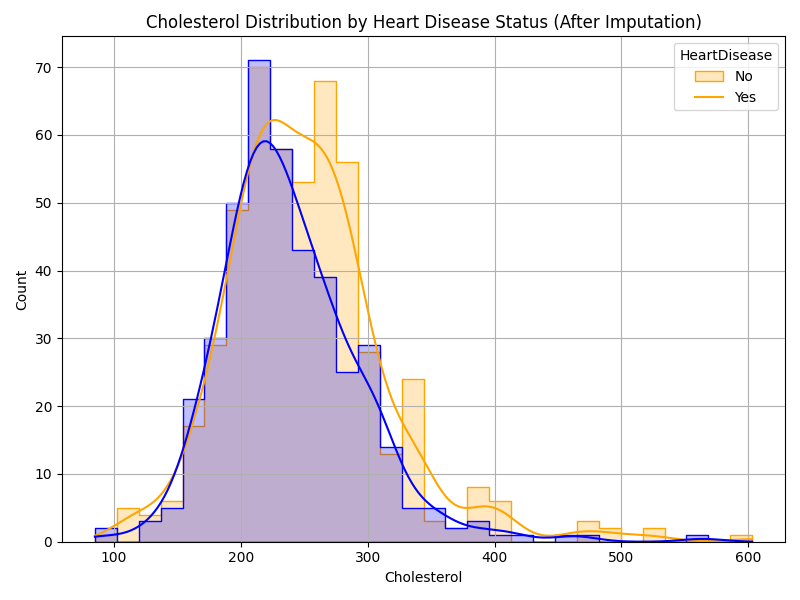 Cholesterol Distribution by Heart Disease Status (After Imputation)
HeartDisease
No
Yes
70
60
50
40
30
20
10
0
Count
100
200
300
400
500
600
Cholesterol